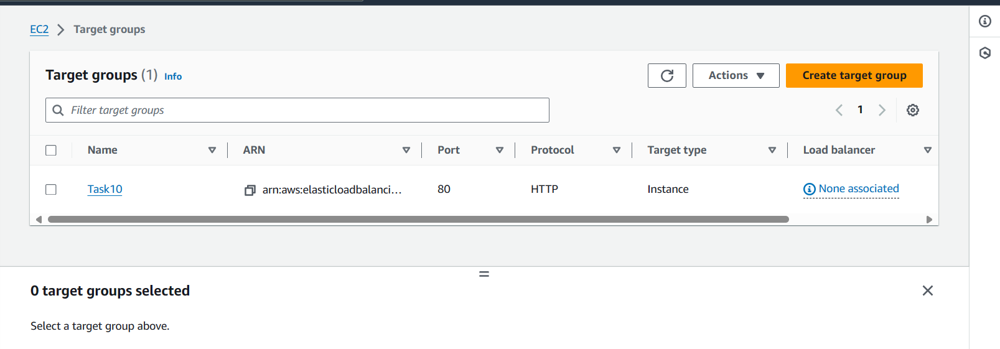 EC2 Target groups
Target groups (1) Info
Actions Create target group
Filter target groups 1
Name ARN Port Protocol Target type Load balancer
Task10 arn:aws:elasticloadbalanci... 80 HTTP Instance None associated
0 target groups selected
Select a target group above.